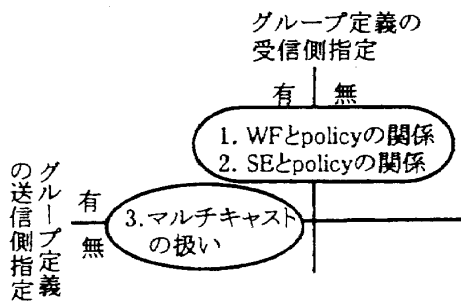 グループ定義の
受信側指定
有 無
1. WFとpolicyの関係
2. SEとpolicyの関係
グループ定義
の送信側指定
有
無
3.マルチキャスト
の扱い